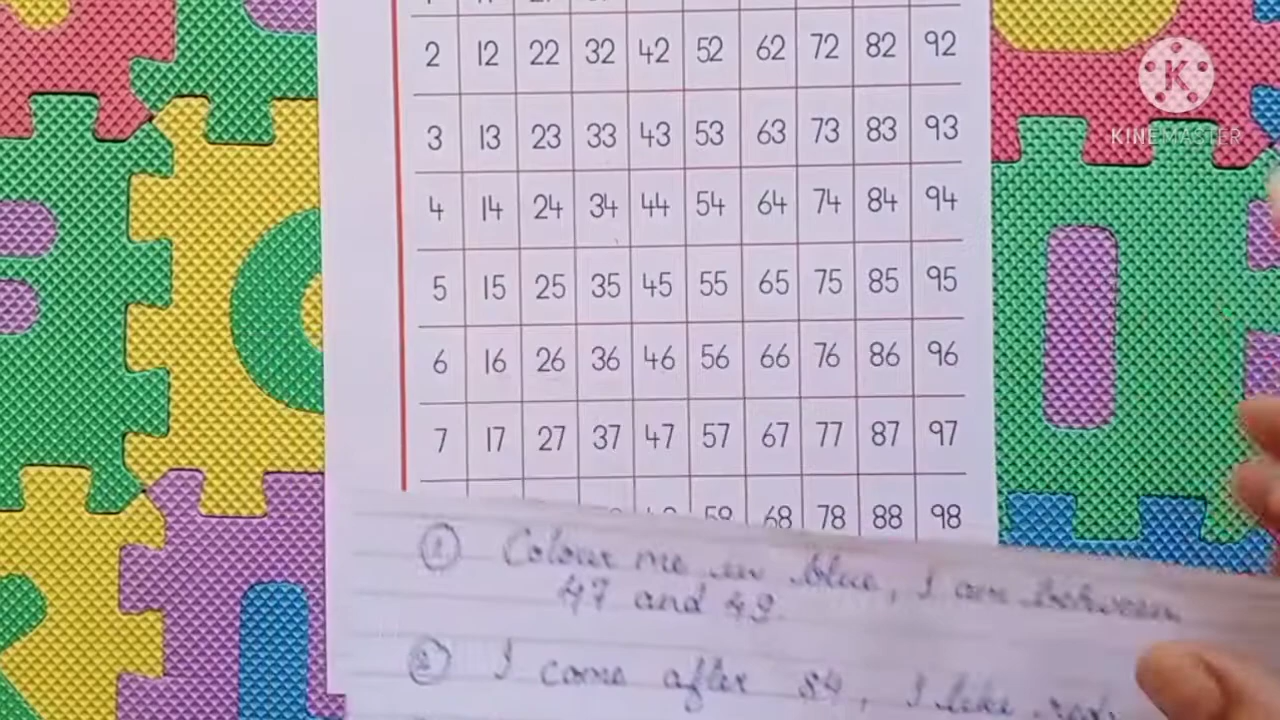 2 12 22 32 42 52 62 72 82 92
KINEMASTER
3 13 23 33 43 53 63 73 83 93
4 14 24 34 44 54 64 74 84 94
5 15 25 35 45 55 65 75 85 95
6 16 26 36 46 56 66 76 86 96
7 17 27 37 47 57 67 77 87 97
58 68 78 88 98
1 Colour me in blue, I am between
47 and 49.
2 I come after 84, I like red.